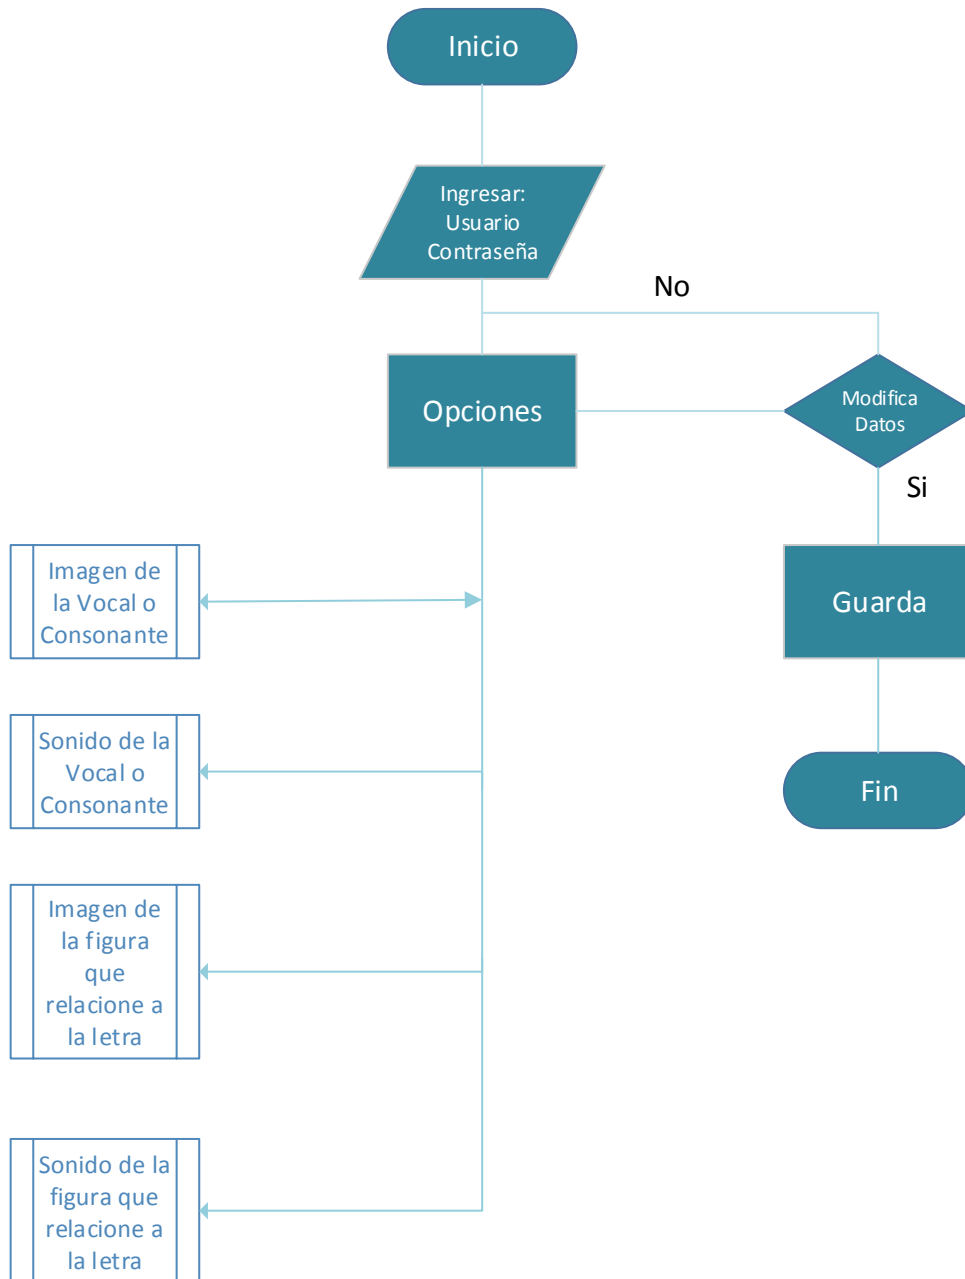 Inicio
Ingresar:
Usuario
Contraseña
No
Opciones
Modifica
Datos
Si
Imagen de
la Vocal o
Consonante
Guarda
Sonido de la
Vocal o
Consonante
Fin
Imagen de
la figura
que
relacione a
la letra
Sonido de la
figura que
relacione a
la letra